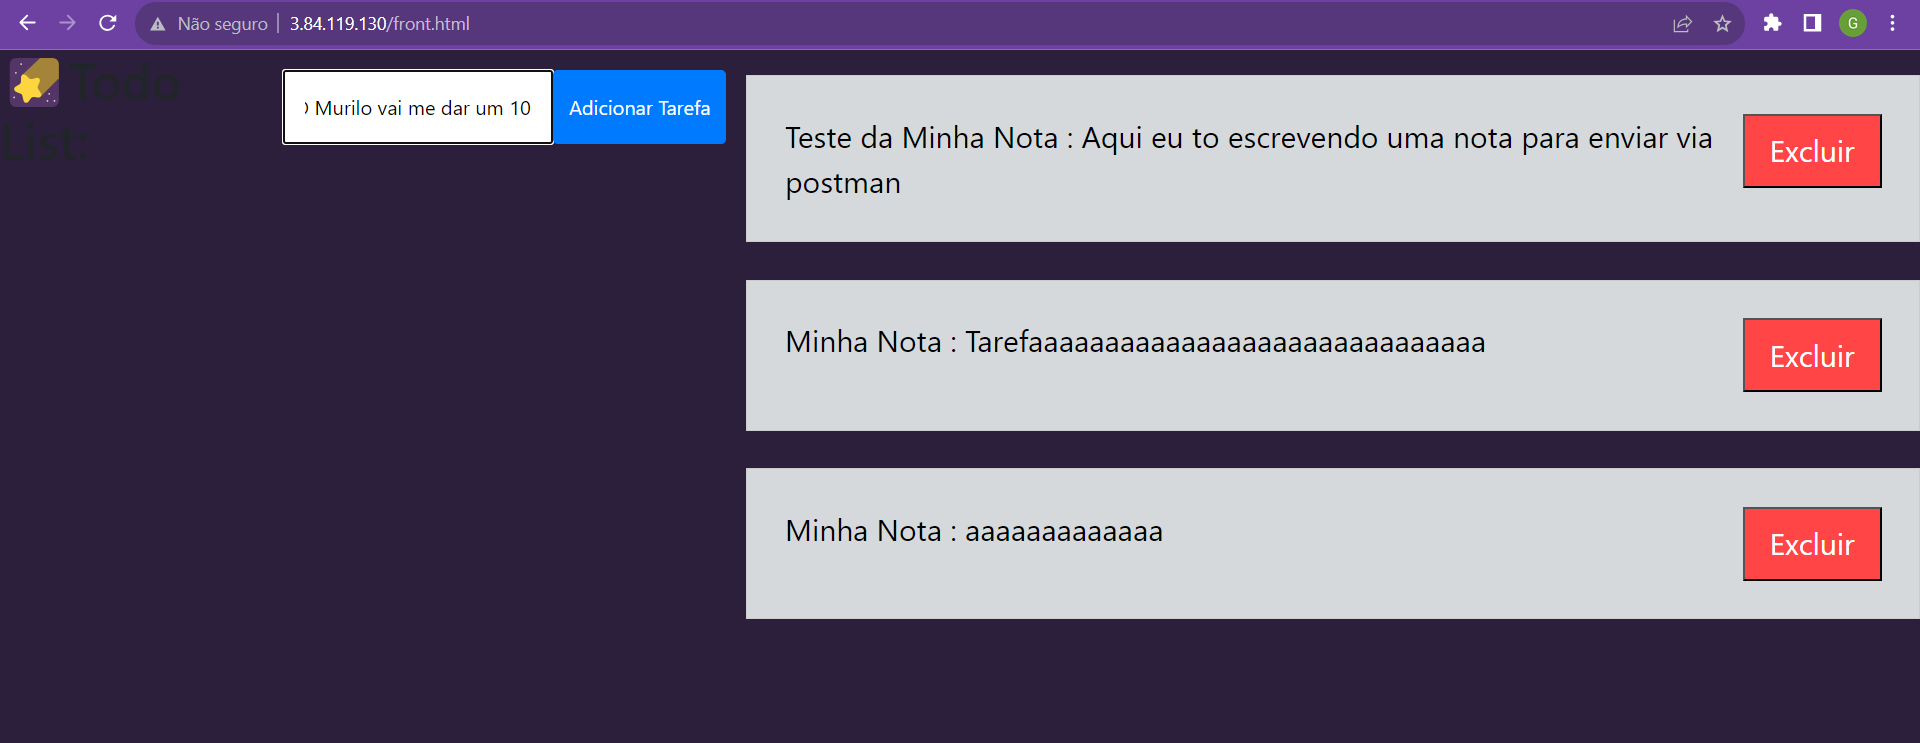 Não seguro | 3.84.119.130/front.html
G
Todo
List:
Murilo vai me dar um 10
Adicionar Tarefa
Teste da Minha Nota : Aqui eu to escrevendo uma nota para enviar via
postman
Excluir
Minha Nota : Tarefaaaaaaaaaaaaaaaaaaaaaaaaaaaaaaa
Excluir
Minha Nota : aaaaaaaaaaaaa
Excluir